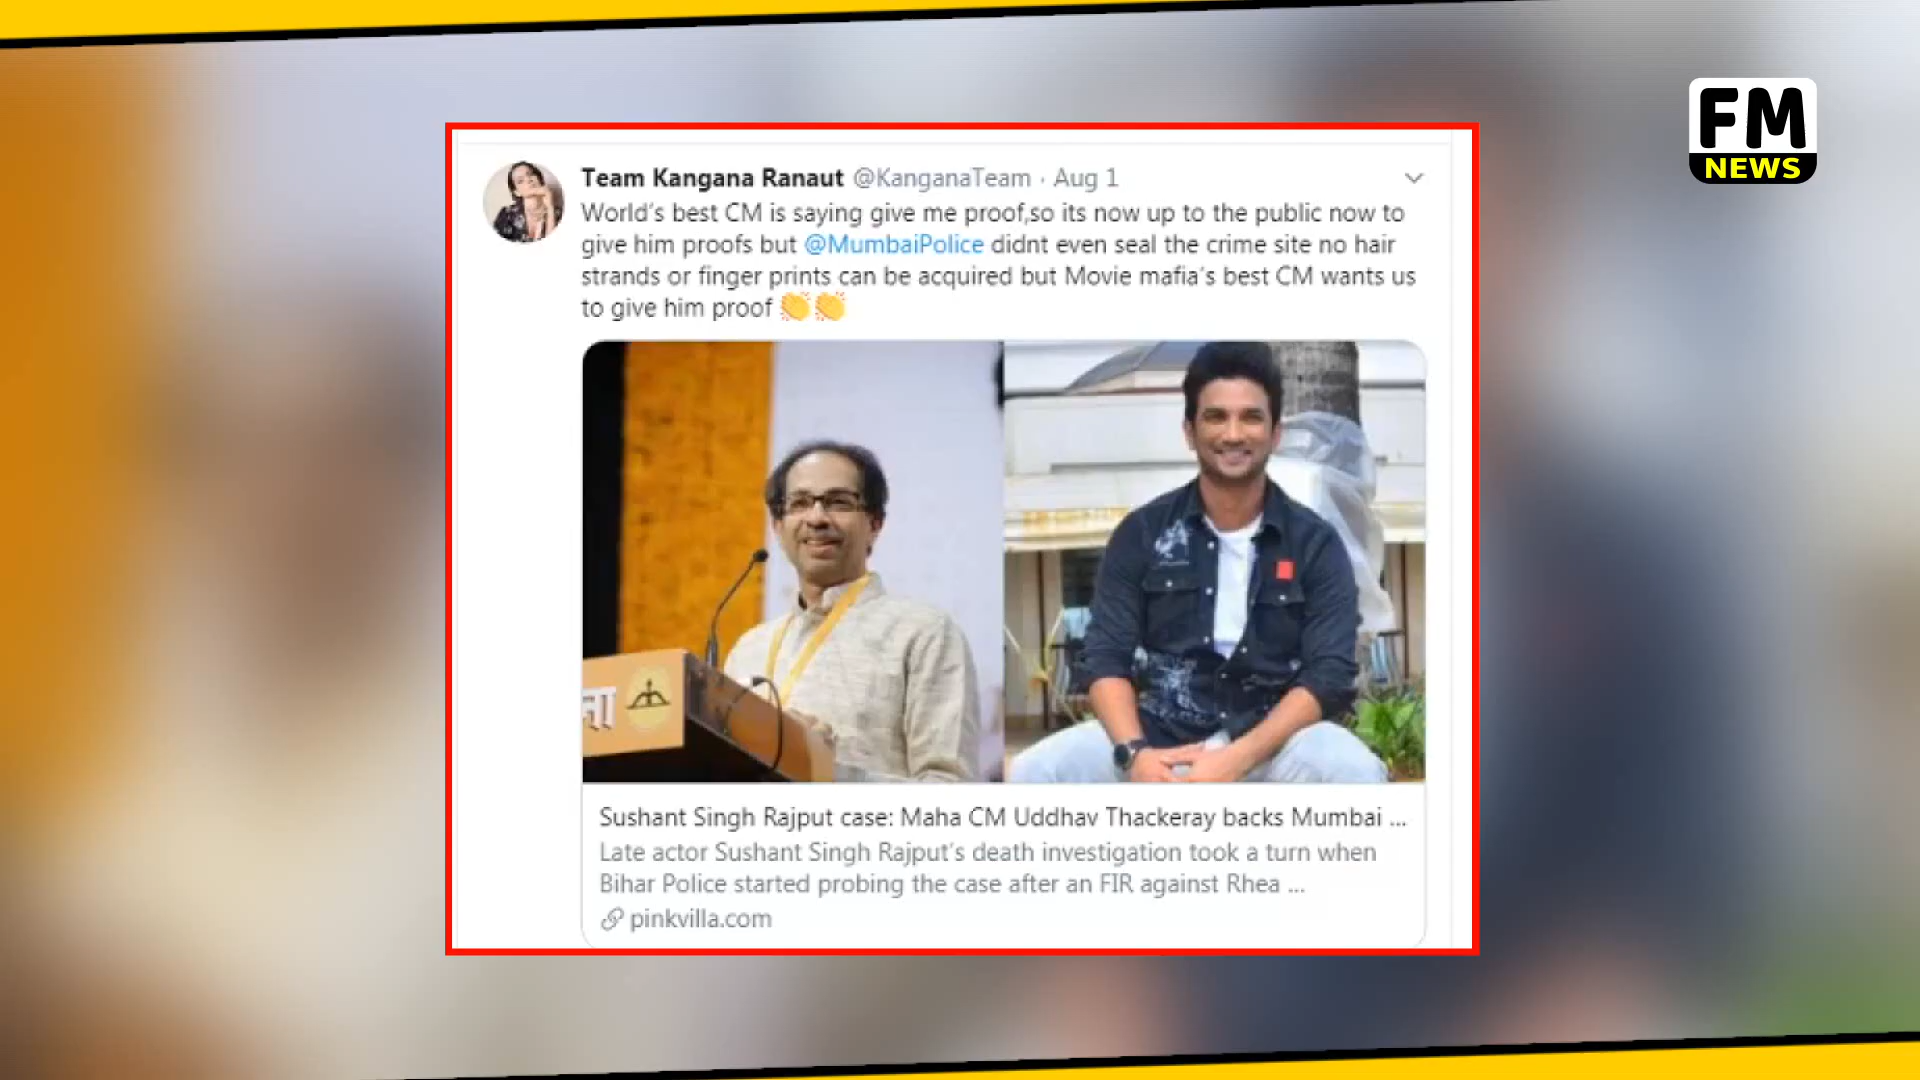 FM
NEWS
Team Kangana Ranaut @KanganaTeam · Aug 1
World's best CM is saying give me proof,so its now up to the public now to
give him proofs but @MumbaiPolice didnt even seal the crime site no hair
strands or finger prints can be acquired but Movie mafia's best CM wants us
to give him proof 👏👏
ना
Sushant Singh Rajput case: Maha CM Uddhav Thackeray backs Mumbai ...
Late actor Sushant Singh Rajput's death investigation took a turn when
Bihar Police started probing the case after an FIR against Rhea ...
pinkvilla.com